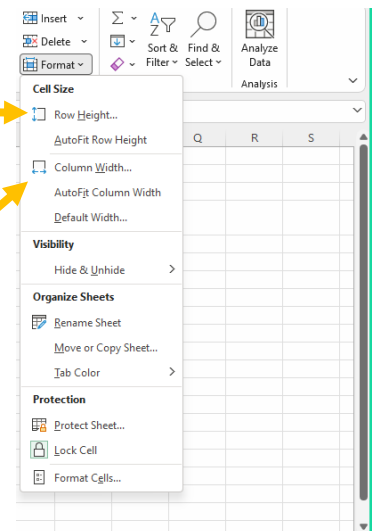 Insert
Delete
Format
Sort &
Filter
Find &
Select
Analyze
Data
Analysis
Cell Size
Row Height...
AutoFit Row Height
Column Width...
AutoFit Column Width
Default Width...
Visibility
Hide & Unhide
Organize Sheets
Rename Sheet
Move or Copy Sheet...
Tab Color
Protection
Protect Sheet...
Lock Cell
Format Cells...
Q R S